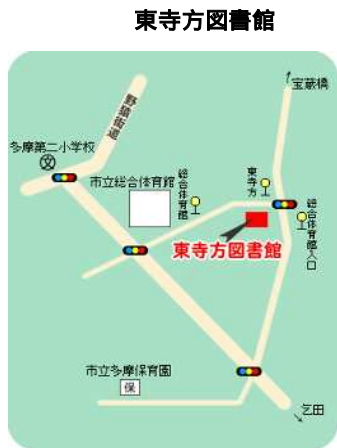 東寺方図書館
宝蔵橋
野猿街道
多摩第二小学校
文
市立総合体育館
総合体育館
東寺方
総合体育館入口
東寺方図書館
市立多摩保育園
保
乞田